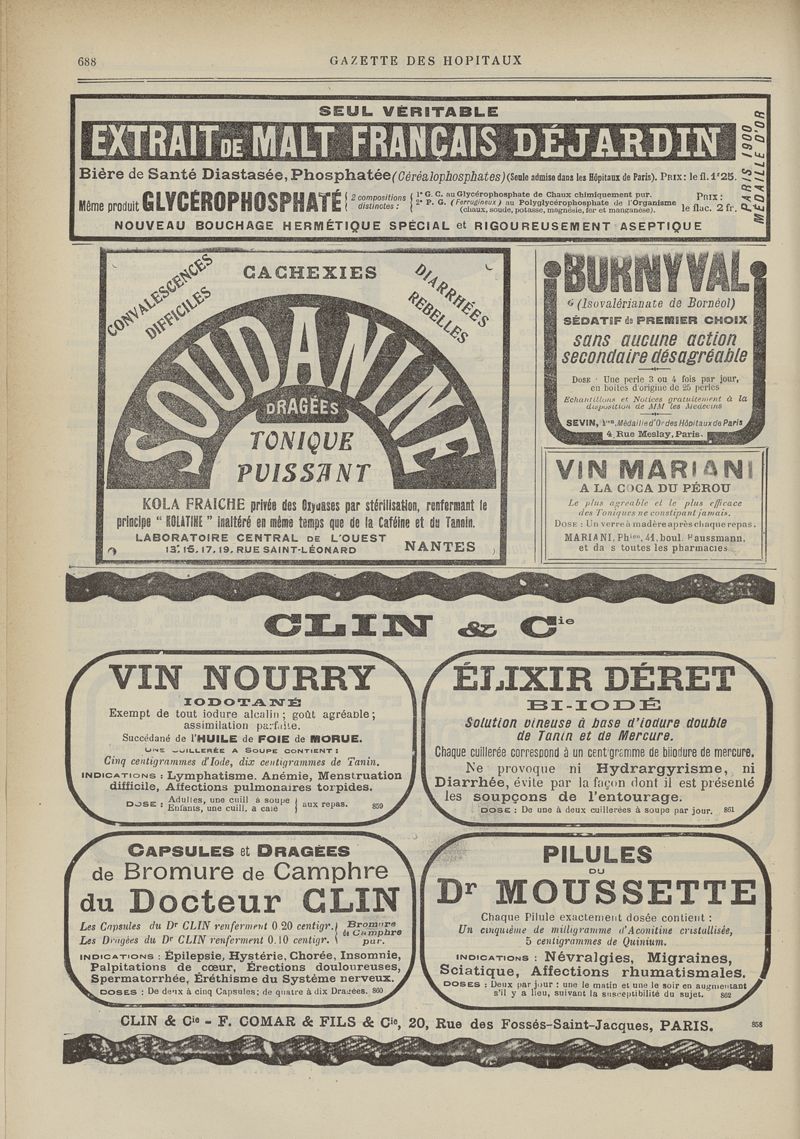 688
GAZETTE DES HOPITAUX
SEUL VÉRITABLE
EXTRAIT DE MALT FRANÇAIS DÉJARDIN
Bière de Santé Diastasée, Phosphatée (Céréalophosphates) (Seule admise dans les Hôpitaux de Paris). PRIX: le fl. 1f25.
Même produit GLYCÉROPHOSPHATÉ { 2 compositions distinctes : { 1° G. C. au Glycérophosphate de Chaux chimiquement pur.
2° P. G. (Ferrugineux) au Polyglycérophosphate de l'Organisme
(chaux, soude, potasse, magnésie, fer et manganèse).
PRIX :
le flac. 2 fr.
NOUVEAU BOUCHAGE HERMÉTIQUE SPÉCIAL et RIGOUREUSEMENT ASEPTIQUE
PARIS 1900
MÉDAILLE D'OR
CONVALESCENCES
DIFFICILES
CACHEXIES
DIARRHÉES
REBELLES
SOUDANINE
DRAGÉES
TONIQUE
PUISSANT
KOLA FRAICHE privée des Oxydases par stérilisation, renfermant le
principe " KOLATINE " inaltéré en même temps que de la Caféine et du Tannin.
LABORATOIRE CENTRAL DE L'OUEST
13, 15, 17, 19, RUE SAINT-LÉONARD NANTES
BORNYVAL
(Isovalérianate de Bornéol)
SÉDATIF de PREMIER CHOIX
sans aucune action
secondaire désagréable
DOSE : Une perle 3 ou 4 fois par jour,
en boîtes d'origine de 25 perles
Echantillons et Notices gratuitement à la
disposition de MM les Médecins
SEVIN, Médaille d'Or des Hôpitaux de Paris
4, Rue Meslay, Paris.
VIN MARIANI
A LA COCA DU PÉROU
Le plus agréable et le plus efficace
des Toniques ne constipant jamais.
DOSE : Un verre à madère après chaque repas.
MARIANI, Phien, 41, boul. Haussmann,
et da s toutes les pharmacies
CLIN & Cie
VIN NOURRY
IODOTANÉ
Exempt de tout iodure alcalin ; goût agréable ;
assimilation parfaite.
Succédané de l'HUILE de FOIE de MORUE.
UNE CUILLERÉE A SOUPE CONTIENT :
Cinq centigrammes d'Iode, dix centigrammes de Tanin.
INDICATIONS : Lymphatisme. Anémie, Menstruation
difficile, Affections pulmonaires torpides.
DOSE : { Adultes, une cuill à soupe
Enfants, une cuill. a café } aux repas. 859
ÉLIXIR DÉRET
BI-IODÉ
Solution vineuse à base d'iodure double
de Tanin et de Mercure.
Chaque cuillerée correspond à un centigramme de biiodure de mercure.
Ne provoque ni Hydrargyrisme, ni
Diarrhée, évite par la façon dont il est présenté
les soupçons de l'entourage.
DOSE : De une à deux cuillerées à soupe par jour. 861
CAPSULES et DRAGÉES
de Bromure de Camphre
du Docteur CLIN
Les Capsules du Dr CLIN renferment 0 20 centigr. } Bromure
Les Dragées du Dr CLIN renferment 0.10 centigr. } de Camphre
pur.
INDICATIONS : Épilepsie, Hystérie, Chorée, Insomnie,
Palpitations de cœur, Érections douloureuses,
Spermatorrhée, Éréthisme du Système nerveux.
DOSES : De deux à cinq Capsules; de quatre à dix Dragées. 860
PILULES
DU
Dr MOUSSETTE
Chaque Pilule exactement dosée contient :
Un cinquième de milligramme d'Aconitine cristallisée,
5 centigrammes de Quinium.
INDICATIONS : Névralgies, Migraines,
Sciatique, Affections rhumatismales.
DOSES : Deux par jour : une le matin et une le soir en augmentant
s'il y a lieu, suivant la susceptibilité du sujet. 862
CLIN & Cie - F. COMAR & FILS & Cie, 20, Rue des Fossés-Saint-Jacques, PARIS. 858